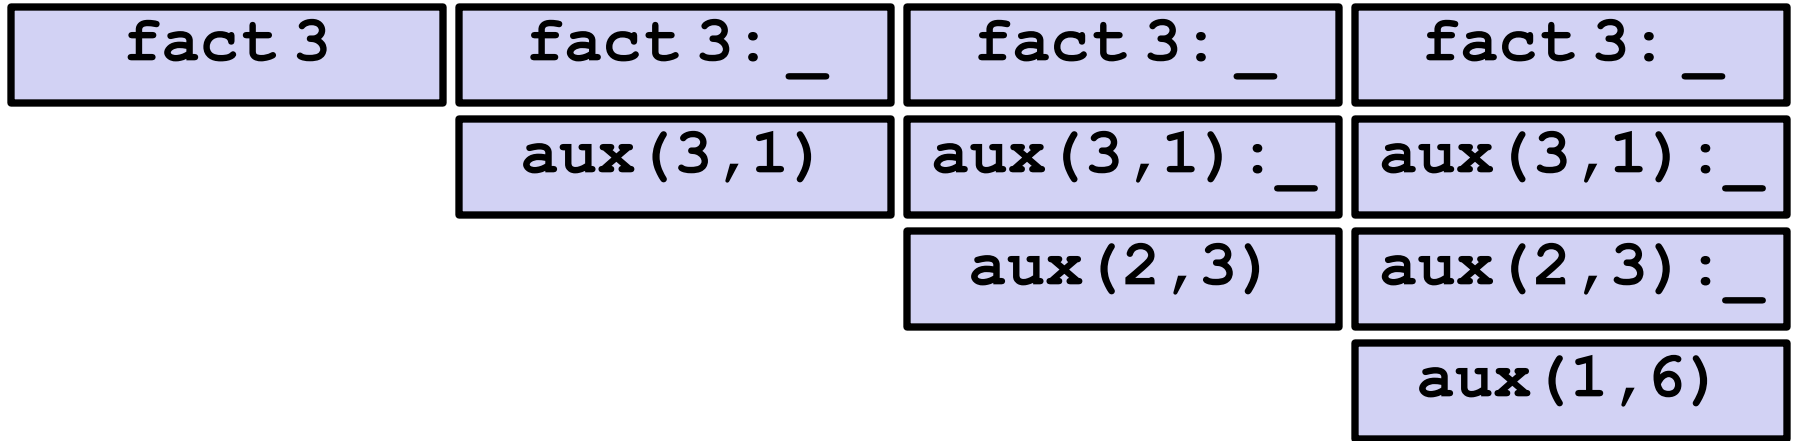 fact 3 fact 3: _ fact 3: _ fact 3: _
aux(3,1) aux(3,1):_ aux(3,1):_
aux(2,3) aux(2,3):_
aux(1,6)